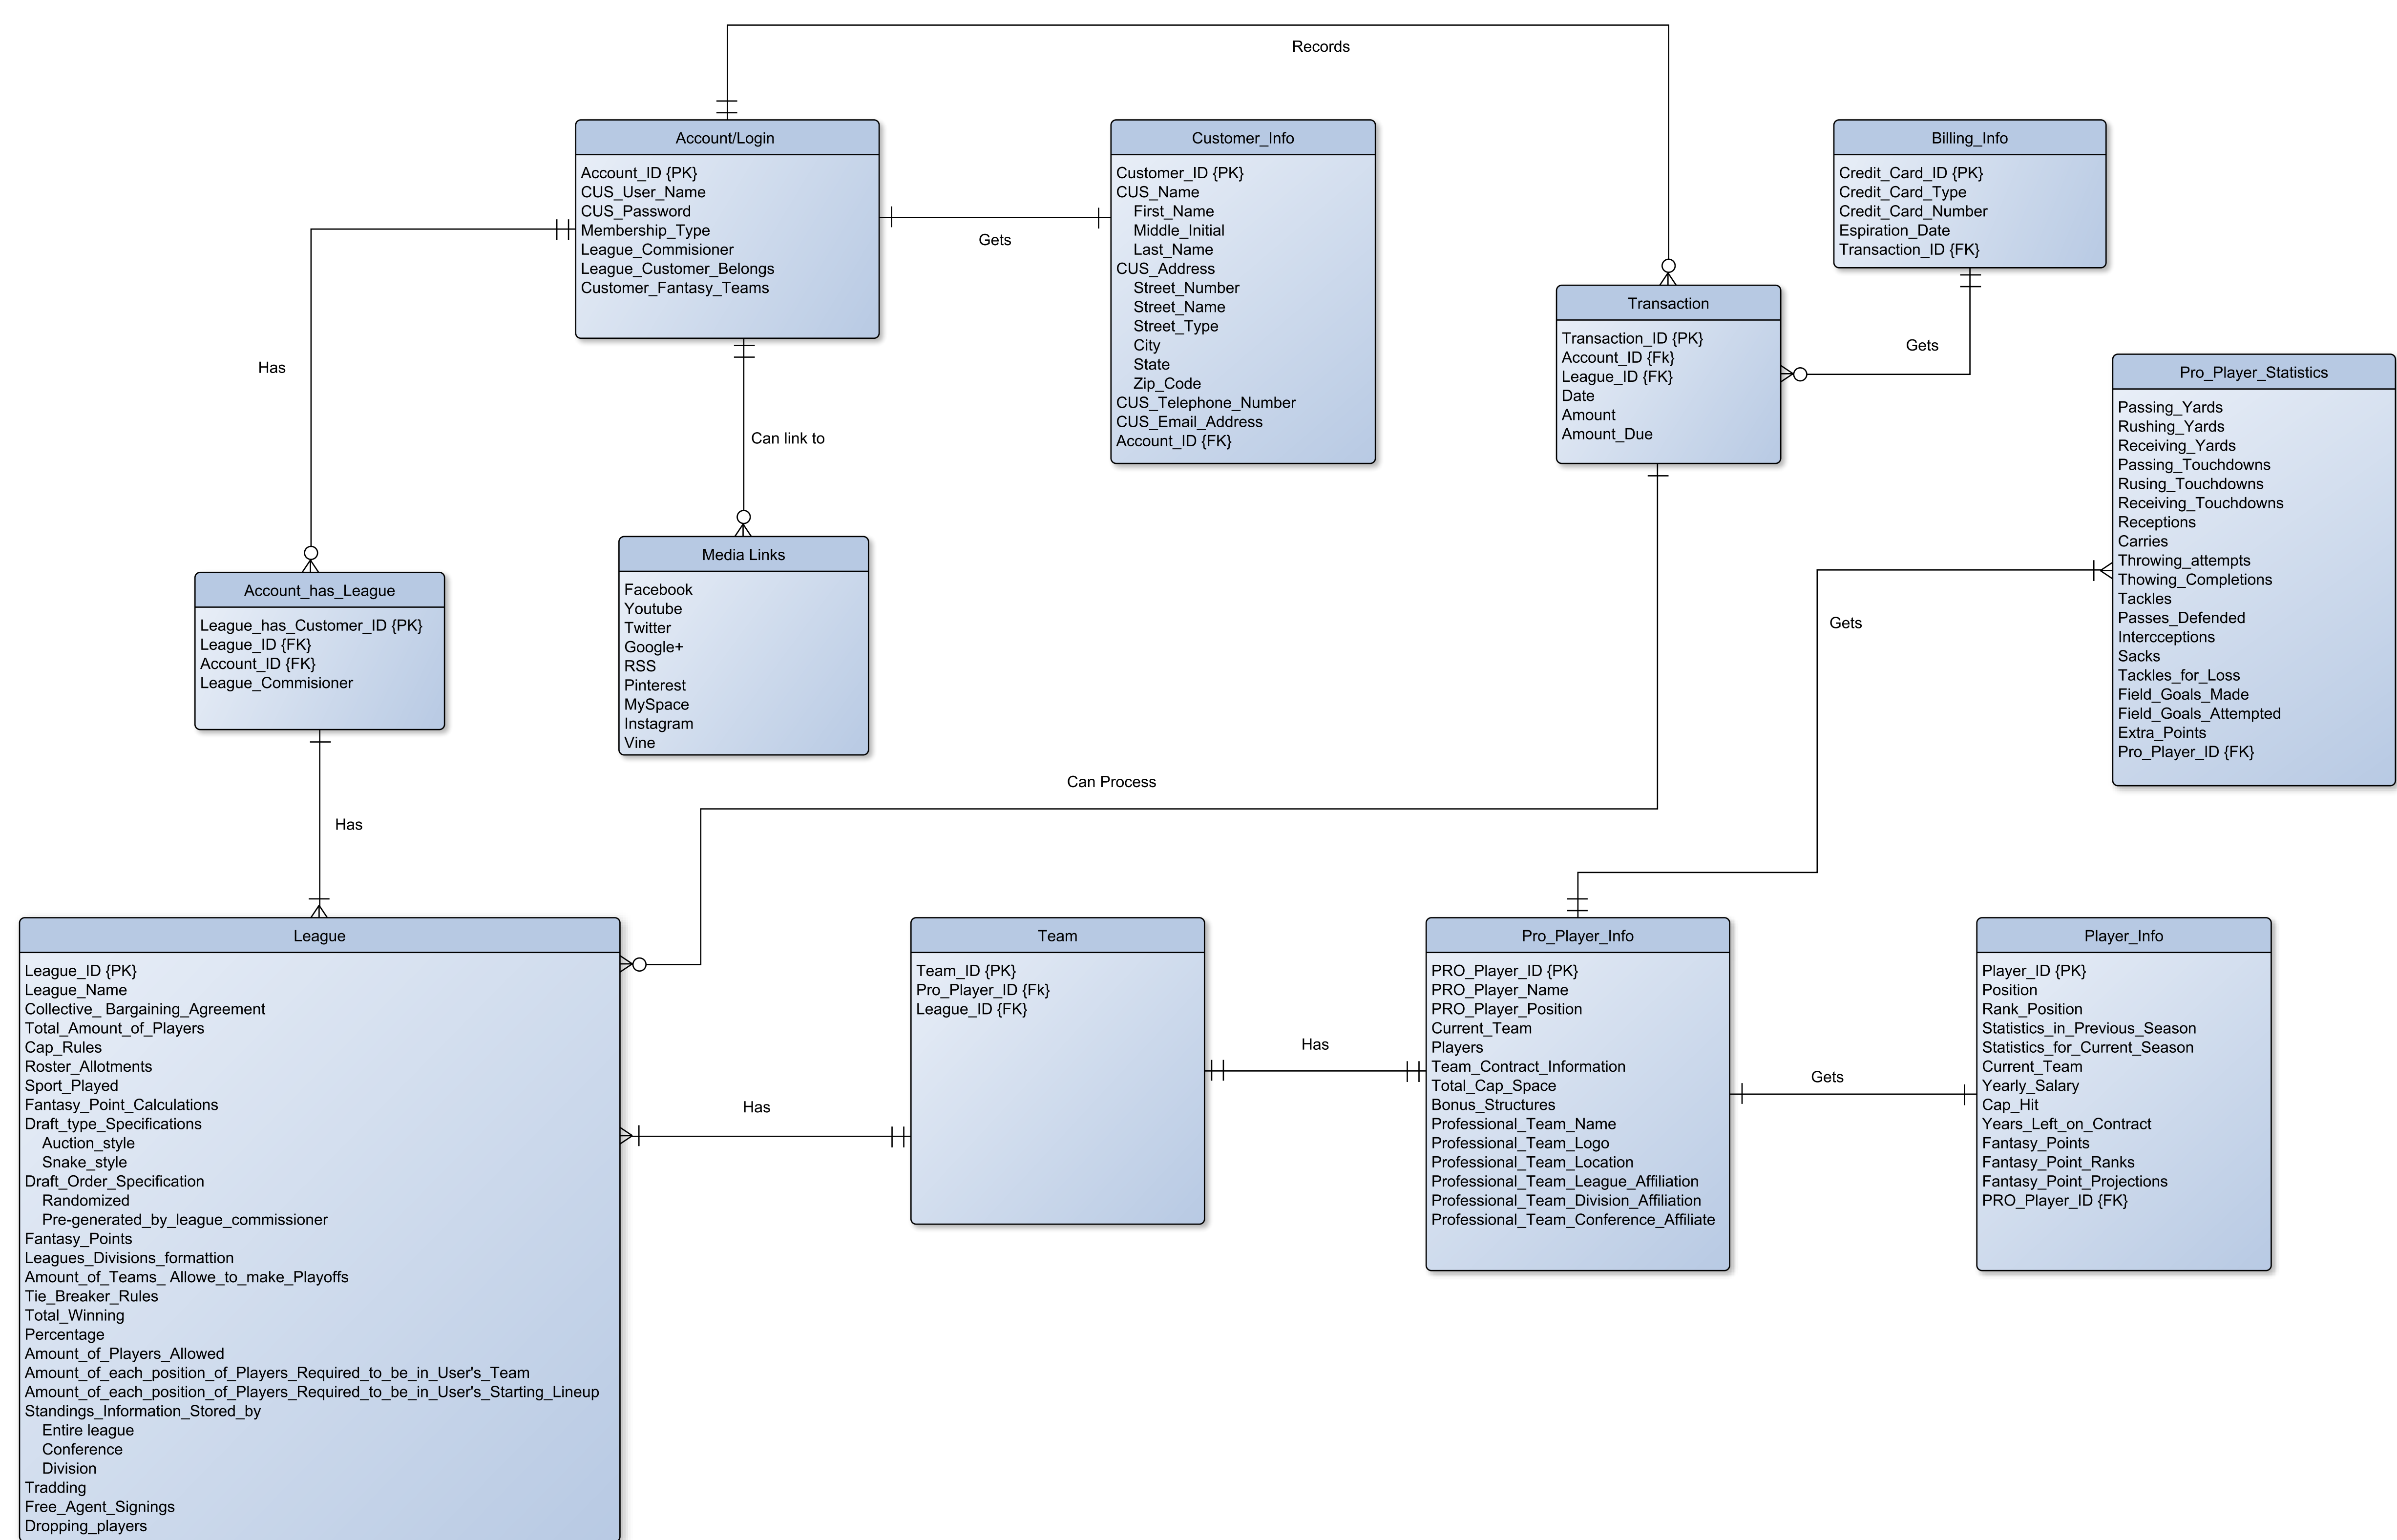 Records
Account/Login
Account_ID {PK}
CUS_User_Name
CUS_Password
Membership_Type
League_Commisioner
League_Customer_Belongs
Customer_Fantasy_Teams
Gets
Customer_Info
Customer_ID {PK}
CUS_Name
First_Name
Middle_Initial
Last_Name
CUS_Address
Street_Number
Street_Name
Street_Type
City
State
Zip_Code
CUS_Telephone_Number
CUS_Email_Address
Account_ID {FK}
Billing_Info
Credit_Card_ID {PK}
Credit_Card_Type
Credit_Card_Number
Espiration_Date
Transaction_ID {FK}
Transaction
Transaction_ID {PK}
Account_ID {Fk}
League_ID {FK}
Date
Amount
Amount_Due
Gets
Pro_Player_Statistics
Passing_Yards
Rushing_Yards
Receiving_Yards
Passing_Touchdowns
Rusing_Touchdowns
Receiving_Touchdowns
Receptions
Carries
Throwing_attempts
Thowing_Completions
Tackles
Passes_Defended
Intercceptions
Sacks
Tackles_for_Loss
Field_Goals_Made
Field_Goals_Attempted
Extra_Points
Pro_Player_ID {FK}
Has
Can link to
Account_has_League
League_has_Customer_ID {PK}
League_ID {FK}
Account_ID {FK}
League_Commisioner
Media Links
Facebook
Youtube
Twitter
Google+
RSS
Pinterest
MySpace
Instagram
Vine
Gets
Can Process
Has
League
League_ID {PK}
League_Name
Collective_ Bargaining_Agreement
Total_Amount_of_Players
Cap_Rules
Roster_Allotments
Sport_Played
Fantasy_Point_Calculations
Draft_type_Specifications
Auction_style
Snake_style
Draft_Order_Specification
Randomized
Pre-generated_by_league_commissioner
Fantasy_Points
Leagues_Divisions_formattion
Amount_of_Teams_ Allowe_to_make_Playoffs
Tie_Breaker_Rules
Total_Winning
Percentage
Amount_of_Players_Allowed
Amount_of_each_position_of_Players_Required_to_be_in_User's_Team
Amount_of_each_position_of_Players_Required_to_be_in_User's_Starting_Lineup
Standings_Information_Stored_by
Entire league
Conference
Division
Tradding
Free_Agent_Signings
Dropping_players
Has
Team
Team_ID {PK}
Pro_Player_ID {Fk}
League_ID {FK}
Has
Pro_Player_Info
PRO_Player_ID {PK}
PRO_Player_Name
PRO_Player_Position
Current_Team
Players
Team_Contract_Information
Total_Cap_Space
Bonus_Structures
Professional_Team_Name
Professional_Team_Logo
Professional_Team_Location
Professional_Team_League_Affiliation
Professional_Team_Division_Affiliation
Professional_Team_Conference_Affiliate
Gets
Player_Info
Player_ID {PK}
Position
Rank_Position
Statistics_in_Previous_Season
Statistics_for_Current_Season
Current_Team
Yearly_Salary
Cap_Hit
Years_Left_on_Contract
Fantasy_Points
Fantasy_Point_Ranks
Fantasy_Point_Projections
PRO_Player_ID {FK}